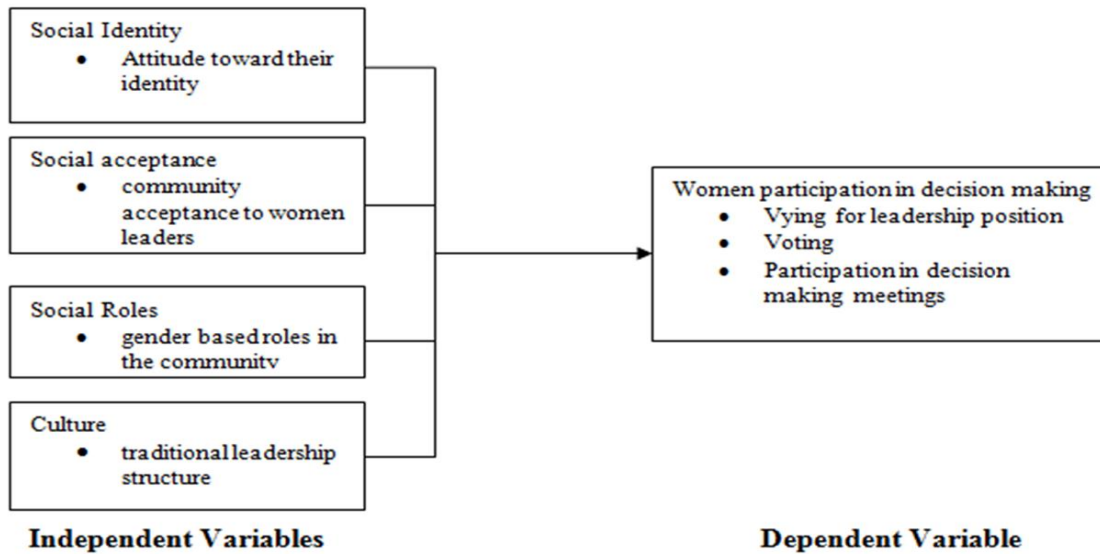 Social Identity
• Attitude toward their
identity
Social acceptance
• community
acceptance to women
leaders
Social Roles
• gender based roles in
the community
Culture
• traditional leadership
structure
Independent Variables
Women participation in decision making
• Vying for leadership position
• Voting
• Participation in decision
making meetings
Dependent Variable